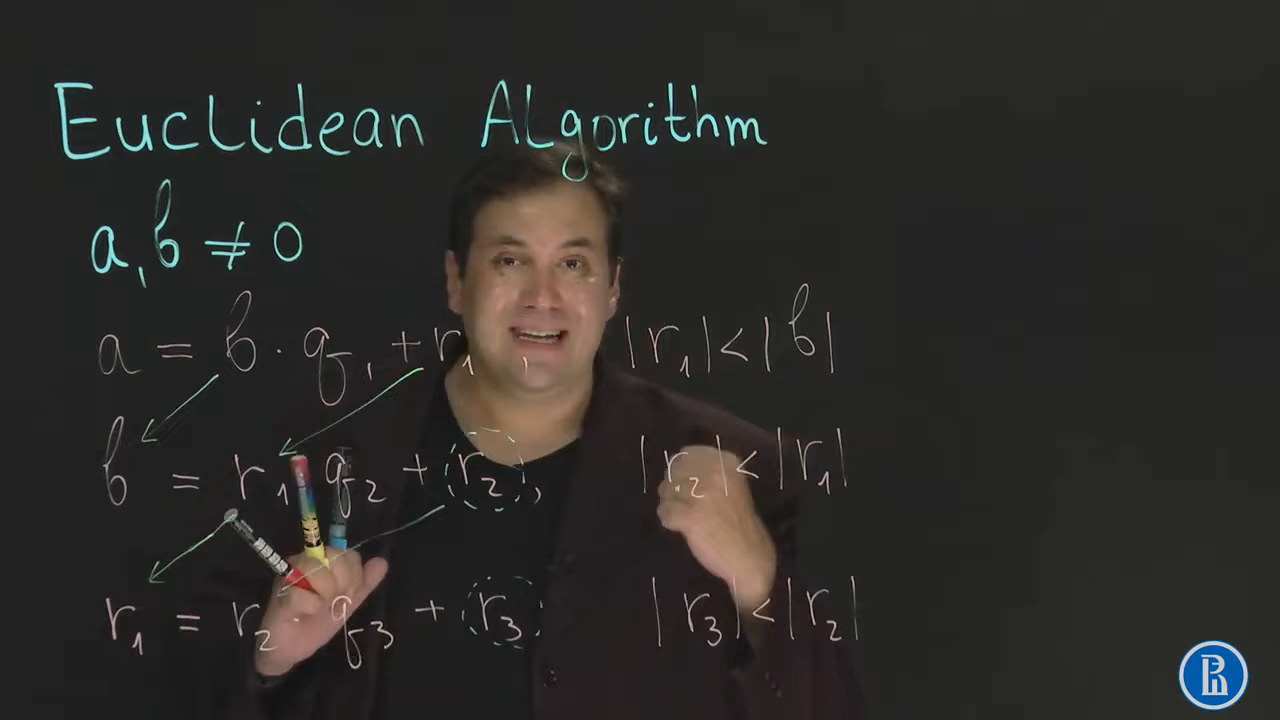 Euclidean Algorithm
a, b ≠ 0
a = b · q₁ + r₁, |r₁| < |b|
b = r₁ q₂ + r₂, |r₂| < |r₁|
r₁ = r₂ · q₃ + r₃ |r₃| < |r₂|